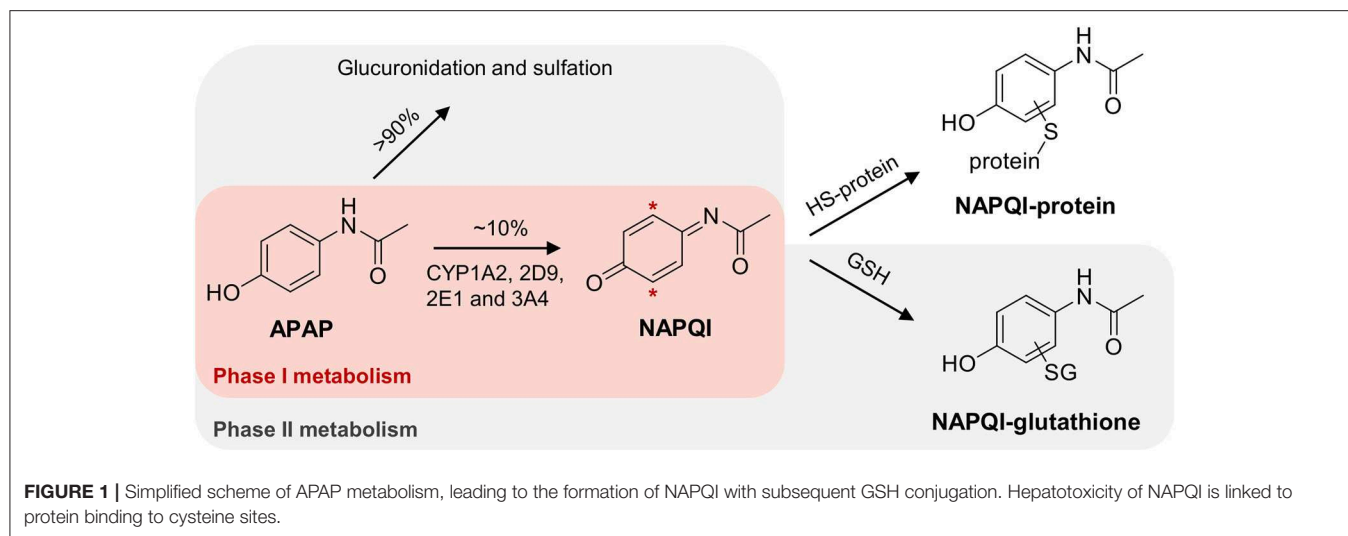 Glucuronidation and sulfation
>90%
H
N
O
HO
APAP
~10%
CYP1A2, 2D9,
2E1 and 3A4
*
N
O
O
*
NAPQI
Phase I metabolism
Phase II metabolism
HS-protein
GSH
H
N
O
HO
S
protein
NAPQI-protein
H
N
O
HO
SG
NAPQI-glutathione
FIGURE 1 | Simplified scheme of APAP metabolism, leading to the formation of NAPQI with subsequent GSH conjugation. Hepatotoxicity of NAPQI is linked to
protein binding to cysteine sites.